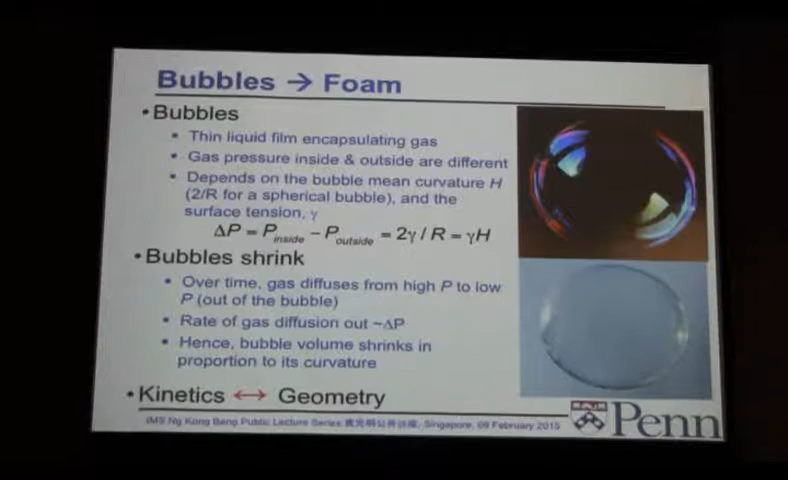 Bubbles → Foam
• Bubbles
▪ Thin liquid film encapsulating gas
▪ Gas pressure inside & outside are different
▪ Depends on the bubble mean curvature H
(2/R for a spherical bubble), and the
surface tension, γ
ΔP = P_inside − P_outside = 2γ / R = γH
• Bubbles shrink
▪ Over time, gas diffuses from high P to low
P (out of the bubble)
▪ Rate of gas diffusion out ~ΔP
▪ Hence, bubble volume shrinks in
proportion to its curvature
• Kinetics ↔ Geometry
IMS Ng Kong Beng Public Lecture Series, Singapore, 09 February 2015
Penn